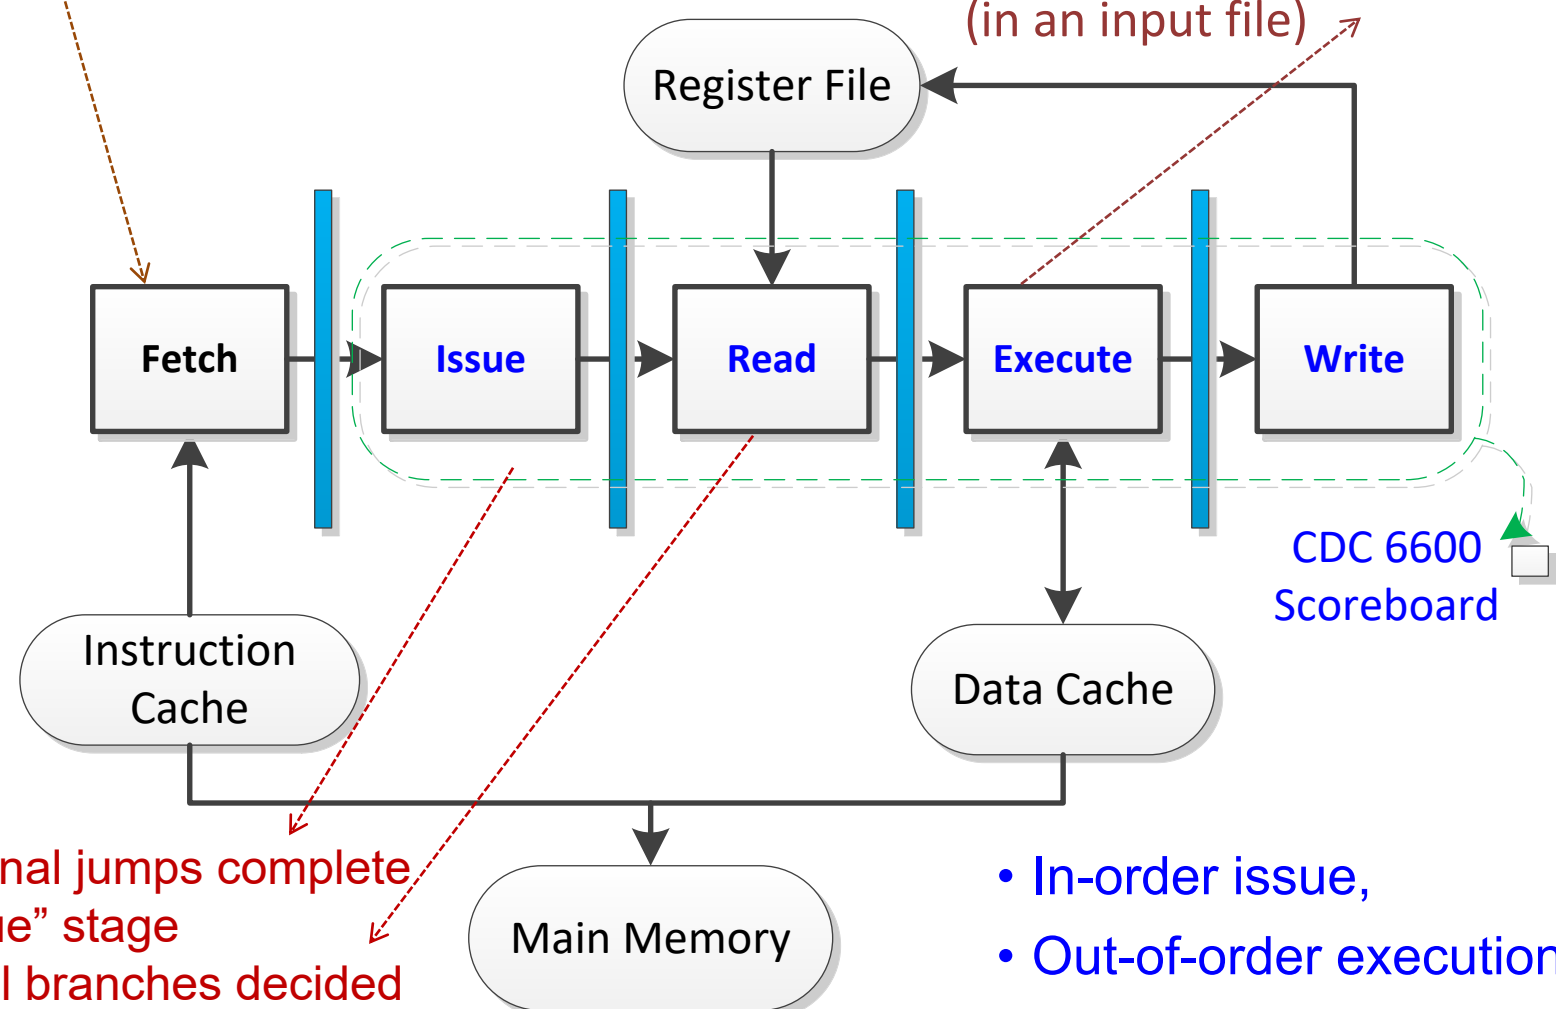 (in an input file)
Register File
Fetch
Issue
Read
Execute
Write
CDC 6600
Scoreboard
Instruction
Cache
Data Cache
nal jumps complete
ue” stage
l branches decided
Main Memory
• In-order issue,
• Out-of-order execution